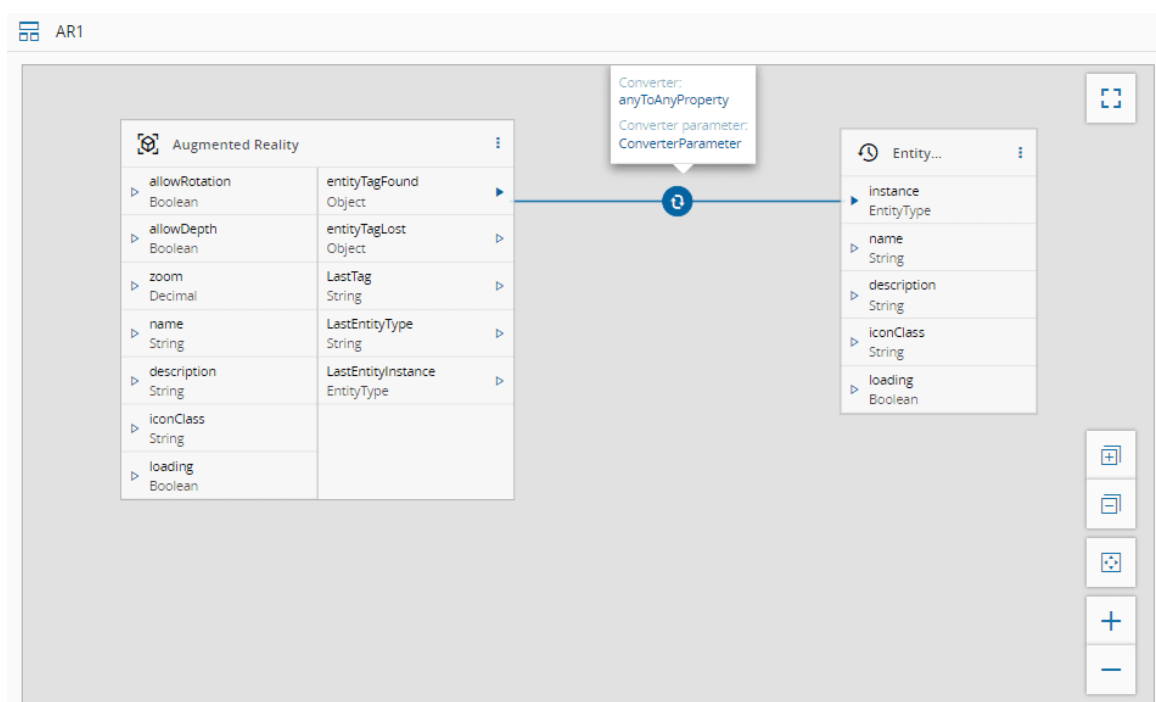 AR1
Converter:
anyToAnyProperty
Converter parameter:
ConverterParameter
Augmented Reality
allowRotation
Boolean
allowDepth
Boolean
zoom
Decimal
name
String
description
String
iconClass
String
loading
Boolean
entityTagFound
Object
entityTagLost
Object
LastTag
String
LastEntityType
String
LastEntityInstance
EntityType
Entity...
instance
EntityType
name
String
description
String
iconClass
String
loading
Boolean